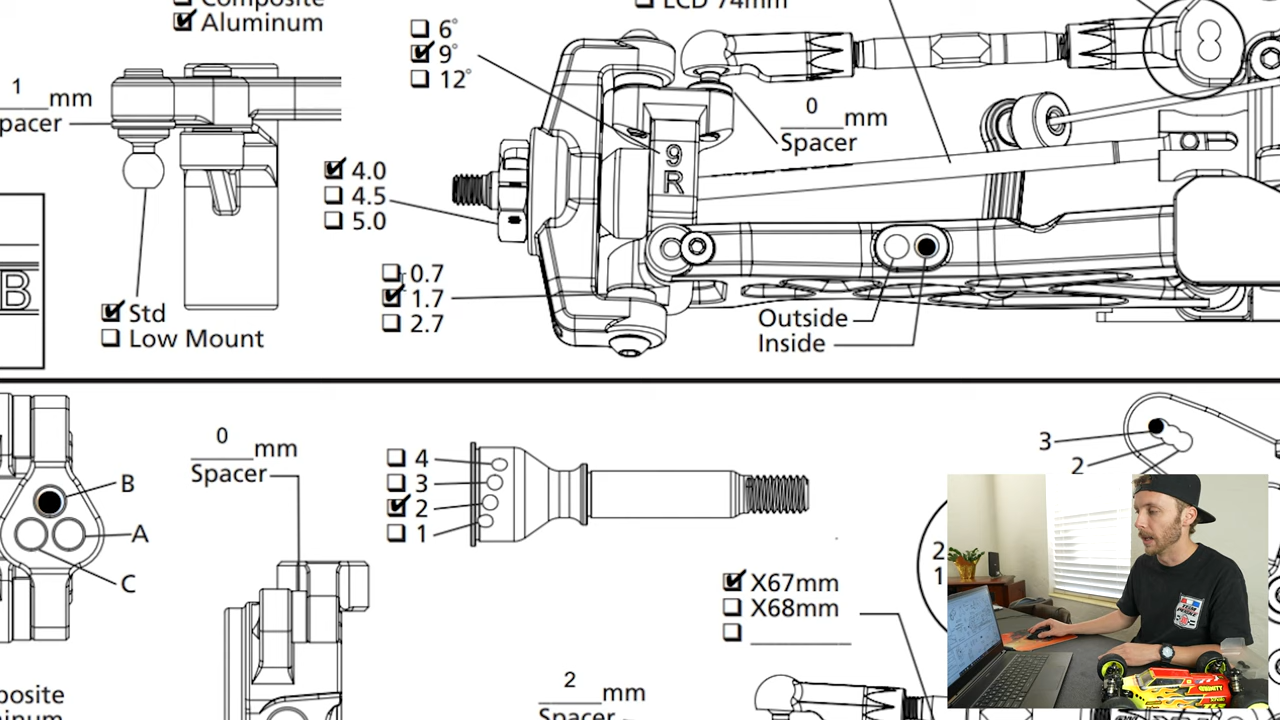 Aluminum
LCD 74mm
6°
9°
12°
1 mm
pacer
0 mm
Spacer
9
R
4.0
4.5
5.0
0.7
1.7
2.7
B
Std
Low Mount
Outside
Inside
0 mm
Spacer
B
A
C
4
3
2
1
3
2
2
1
X67mm
X68mm
2 mm
Spacer